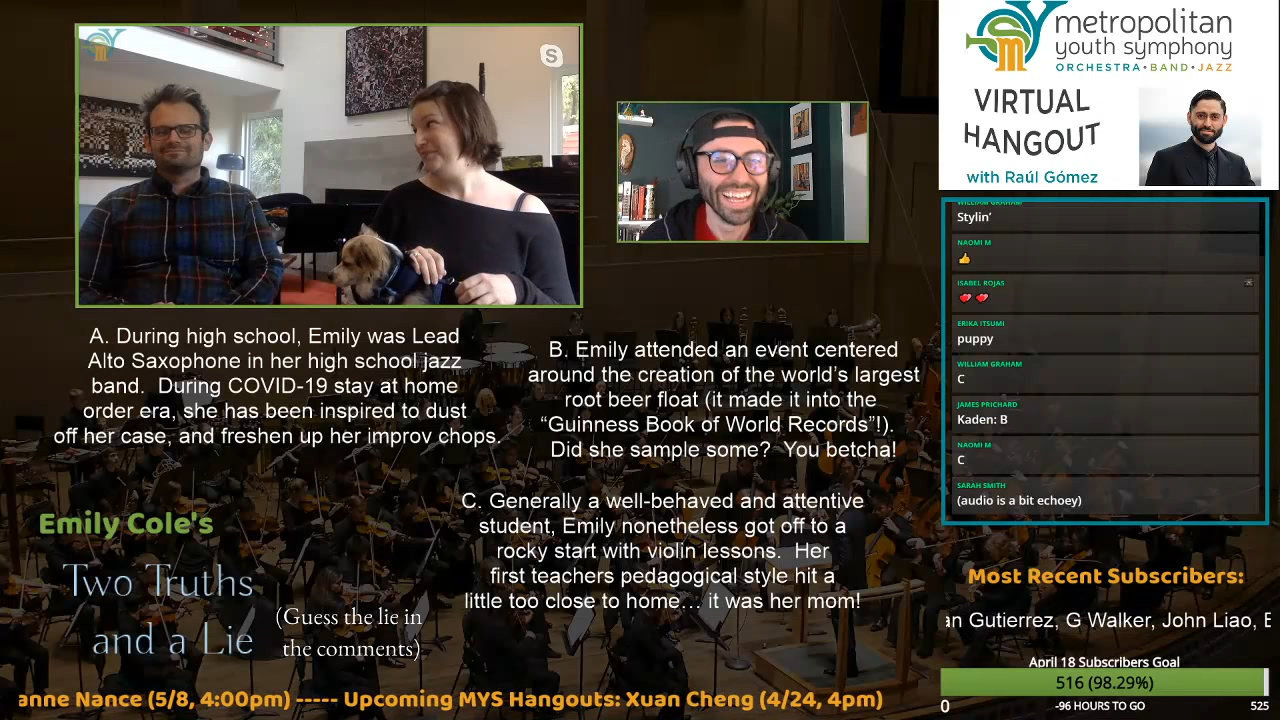 metropolitan
youth symphony
ORCHESTRA • BAND • JAZZ
VIRTUAL
HANGOUT
with Raúl Gómez
A. During high school, Emily was Lead
Alto Saxophone in her high school jazz
band. During COVID-19 stay at home
order era, she has been inspired to dust
off her case, and freshen up her improv chops.
B. Emily attended an event centered
around the creation of the world's largest
root beer float (it made it into the
“Guinness Book of World Records”!).
Did she sample some? You betcha!
C. Generally a well-behaved and attentive
student, Emily nonetheless got off to a
rocky start with violin lessons. Her
first teachers pedagogical style hit a
little too close to home... it was her mom!
Emily Cole's
Two Truths
and a Lie
(Guess the lie in
the comments)
WILLIAM GRAHAM
Stylin’
NAOMI M
👍
ISABEL ROJAS
💕
ERIKA ITSUMI
puppy
WILLIAM GRAHAM
C
JAMES PRICHARD
Kaden: B
NAOMI M
C
SARAH SMITH
(audio is a bit echoey)
Most Recent Subscribers:
an Gutierrez, G Walker, John Liao, E
April 18 Subscribers Goal
516 (98.29%)
0 -96 HOURS TO GO 525
anne Nance (5/8, 4:00pm) ----- Upcoming MYS Hangouts: Xuan Cheng (4/24, 4pm)